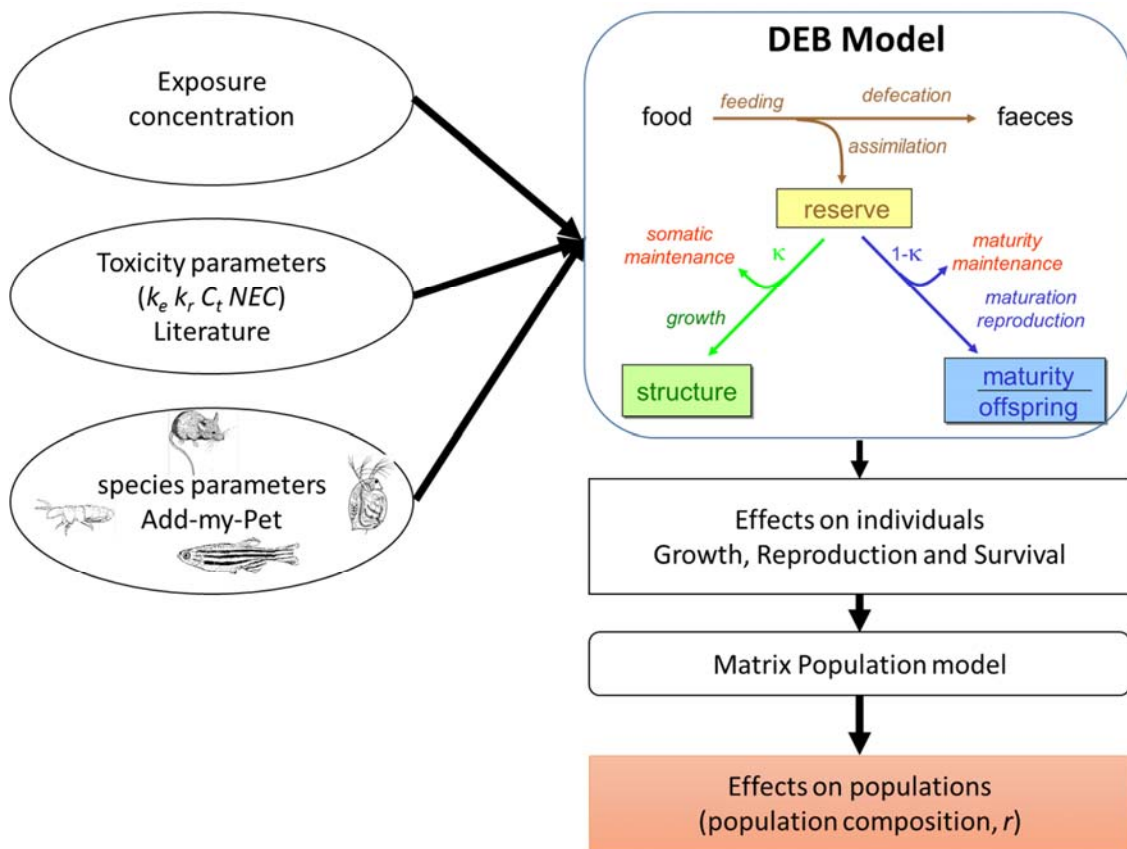 Exposure
concentration
Toxicity parameters
(ke kr Ct NEC)
Literature
species parameters
Add-my-Pet
DEB Model
food
feeding
defecation
faeces
assimilation
reserve
somatic
maintenance
κ
1-κ
maturity
maintenance
growth
maturation
reproduction
structure
maturity
offspring
Effects on individuals
Growth, Reproduction and Survival
Matrix Population model
Effects on populations
(population composition, r)